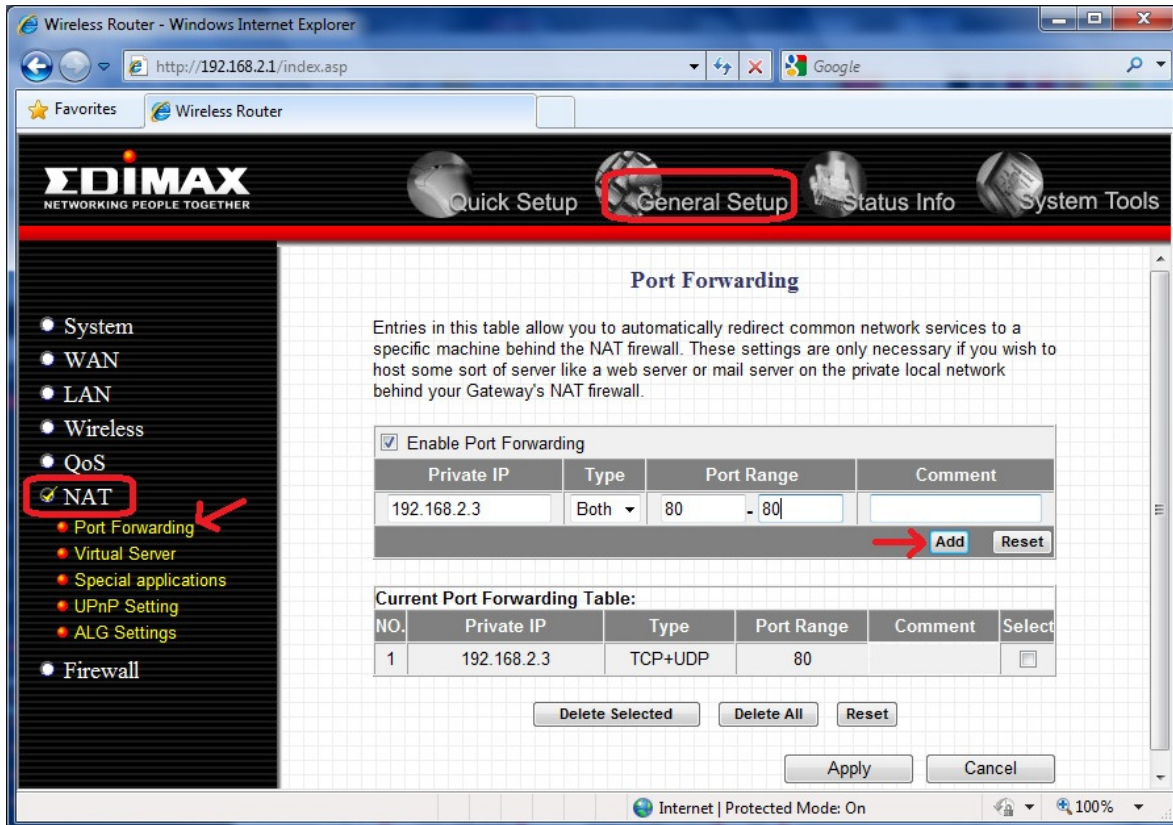 Wireless Router - Windows Internet Explorer
http://192.168.2.1/index.asp
Google
Favorites
Wireless Router
EDIMAX
NETWORKING PEOPLE TOGETHER
Quick Setup
General Setup
Status Info
System Tools
System
WAN
LAN
Wireless
QoS
NAT
Port Forwarding
Virtual Server
Special applications
UPnP Setting
ALG Settings
Firewall
Port Forwarding
Entries in this table allow you to automatically redirect common network services to a
specific machine behind the NAT firewall. These settings are only necessary if you wish to
host some sort of server like a web server or mail server on the private local network
behind your Gateway's NAT firewall.
Enable Port Forwarding
Private IP Type Port Range Comment
192.168.2.3 Both 80 - 80
Add Reset
Current Port Forwarding Table:
NO. Private IP Type Port Range Comment Select
1 192.168.2.3 TCP+UDP 80
Delete Selected Delete All Reset
Apply Cancel
Internet | Protected Mode: On 100%